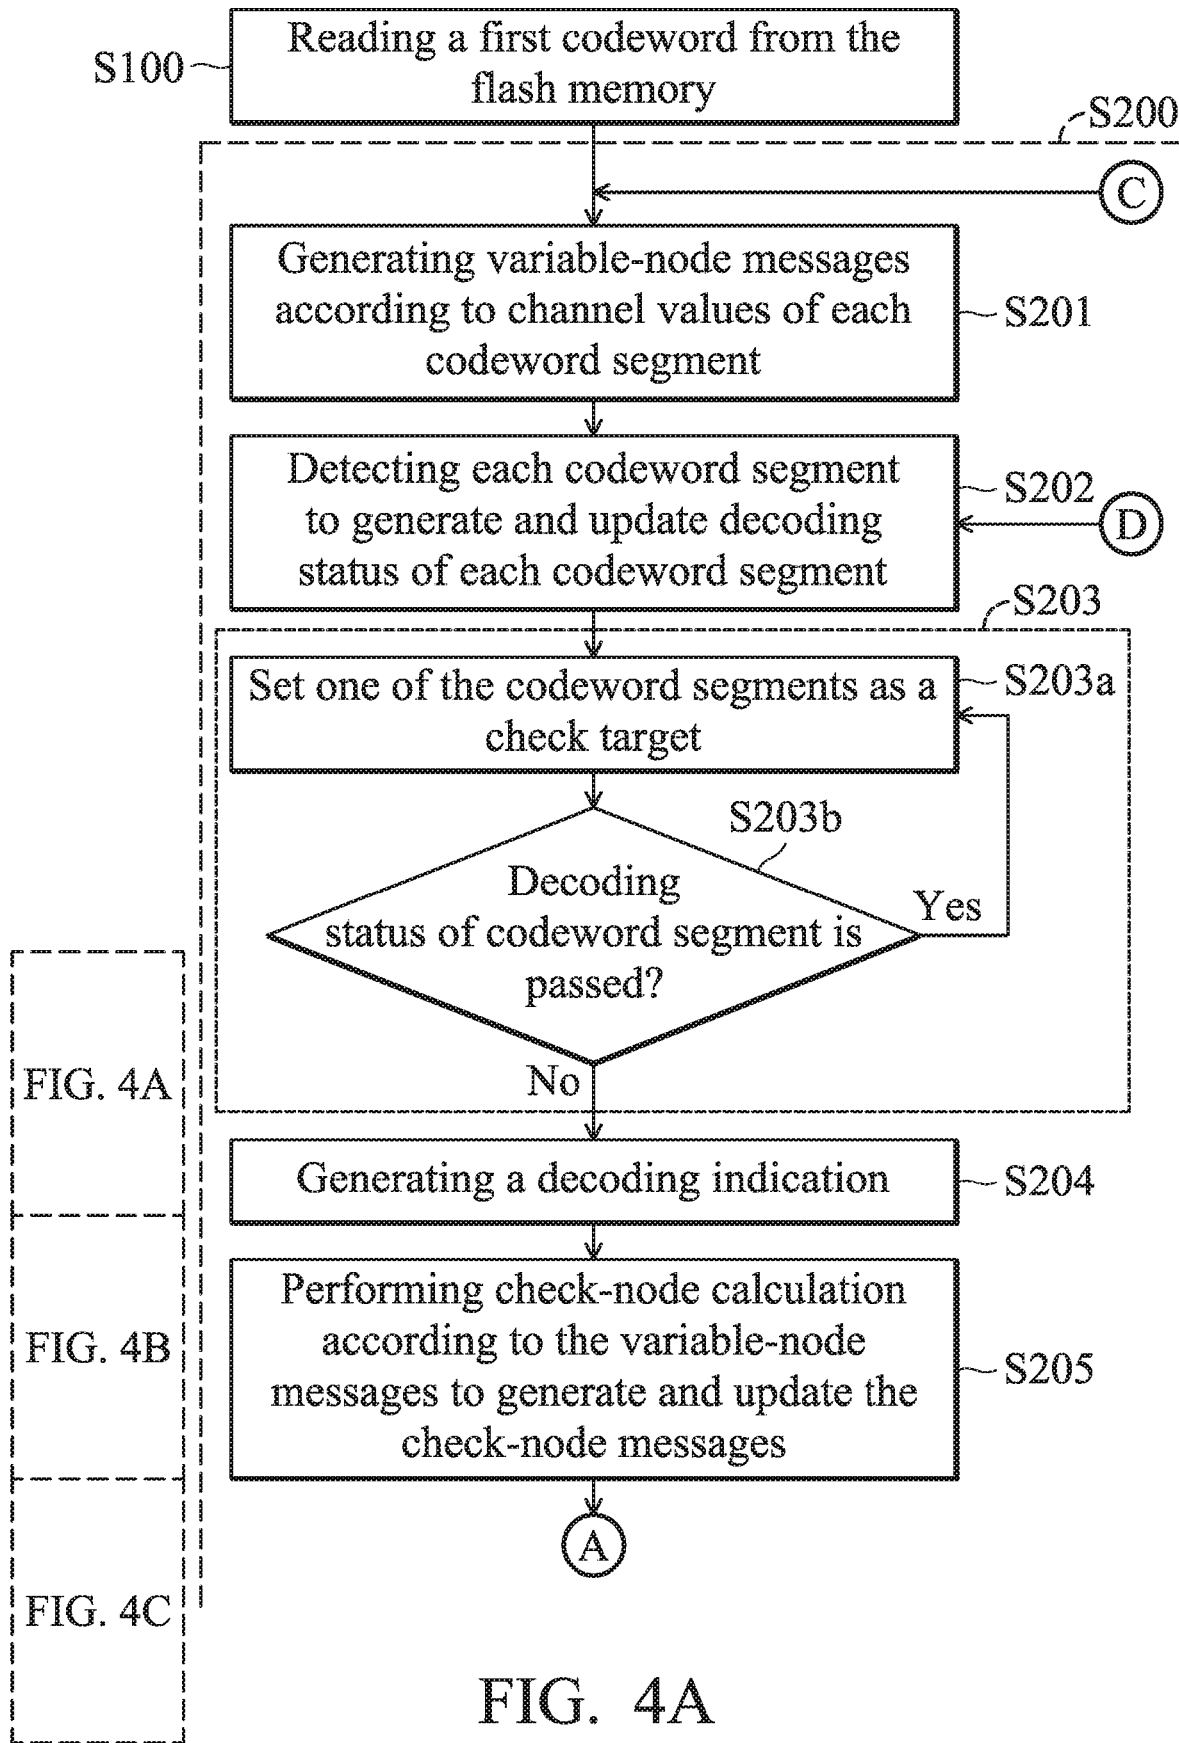 Reading a first codeword from the
flash memory
S100
S200
C
Generating variable-node messages
according to channel values of each
codeword segment
S201
Detecting each codeword segment
to generate and update decoding
status of each codeword segment
S202
D
S203
Set one of the codeword segments as a
check target
S203a
S203b
Decoding
status of codeword segment is
passed?
Yes
No
Generating a decoding indication
S204
Performing check-node calculation
according to the variable-node
messages to generate and update the
check-node messages
S205
A
FIG. 4A
FIG. 4B
FIG. 4C
FIG. 4A